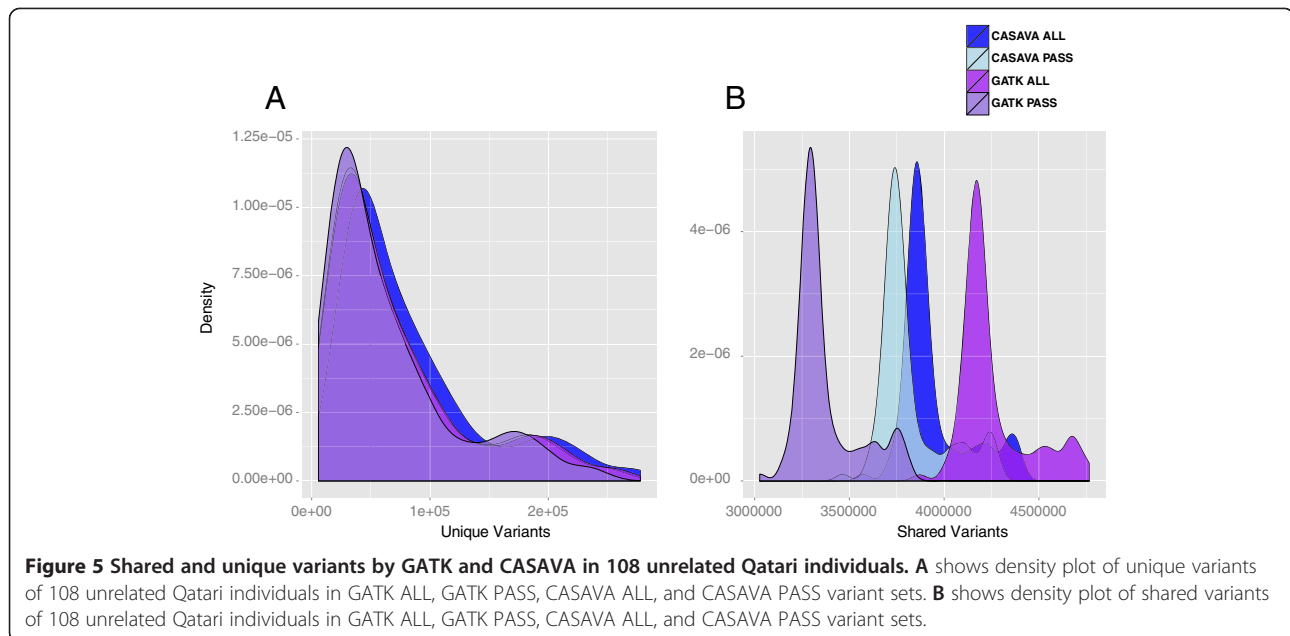 CASAVA ALL
CASAVA PASS
GATK ALL
GATK PASS
A
B
1.25e−05
1.00e−05
7.50e−06
5.00e−06
2.50e−06
0.00e+00
Density
0e+00
1e+05
2e+05
Unique Variants
4e−06
2e−06
0e+00
3000000
3500000
4000000
4500000
Shared Variants
Figure 5 Shared and unique variants by GATK and CASAVA in 108 unrelated Qatari individuals. A shows density plot of unique variants
of 108 unrelated Qatari individuals in GATK ALL, GATK PASS, CASAVA ALL, and CASAVA PASS variant sets. B shows density plot of shared variants
of 108 unrelated Qatari individuals in GATK ALL, GATK PASS, CASAVA ALL, and CASAVA PASS variant sets.